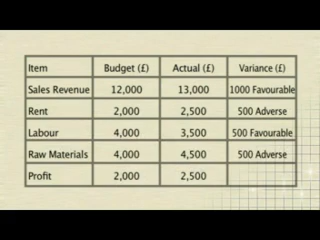 Item Budget (£) Actual (£) Variance (£)
Sales Revenue 12,000 13,000 1000 Favourable
Rent 2,000 2,500 500 Adverse
Labour 4,000 3,500 500 Favourable
Raw Materials 4,000 4,500 500 Adverse
Profit 2,000 2,500